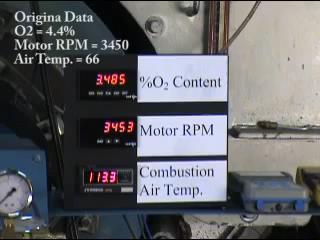 Origina Data
O2 = 4.4%
Motor RPM = 3450
Air Temp. = 66
3.485
%O₂ Content
3453
Motor RPM
113.3
Combustion
Air Temp.